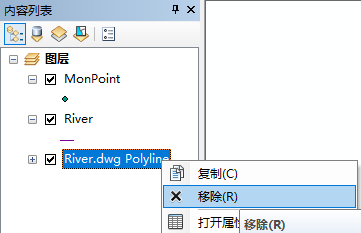 内容列表
图层
MonPoint
River
River.dwg Polyline
复制(C)
移除(R)
打开属性
移除(R)